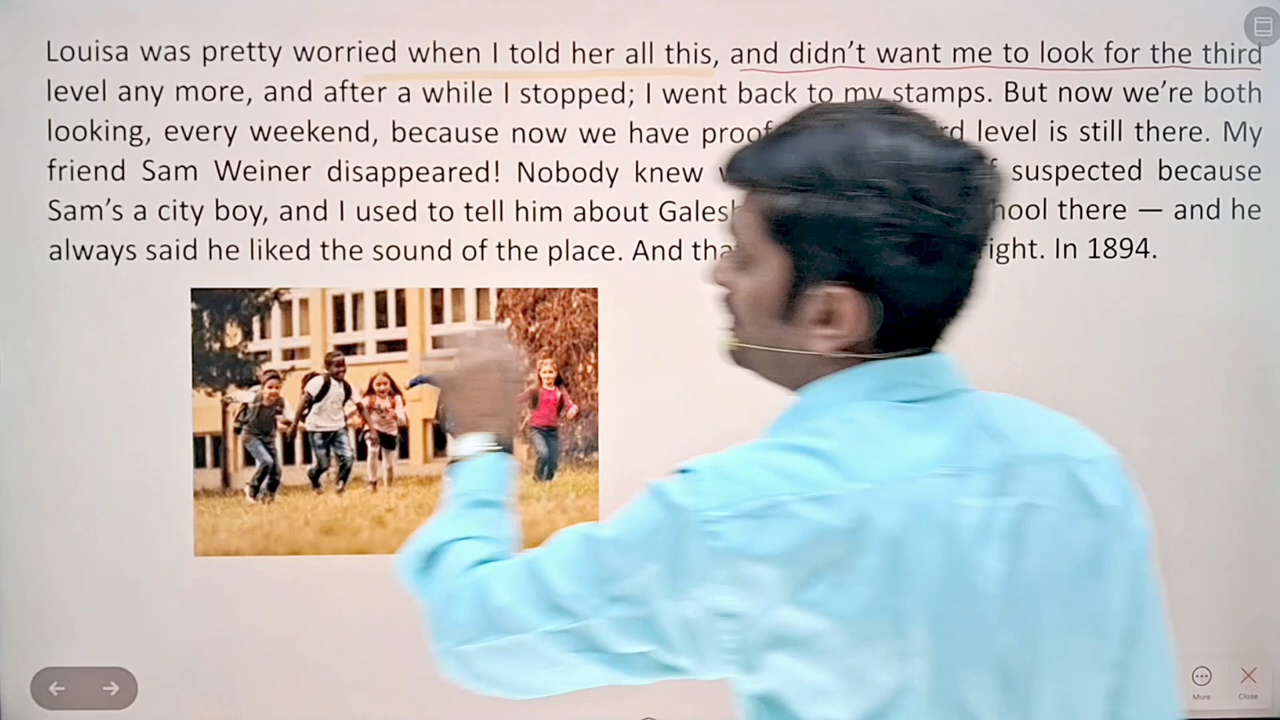 Louisa was pretty worried when I told her all this, and didn’t want me to look for the third
level any more, and after a while I stopped; I went back to my stamps. But now we’re both
looking, every weekend, because now we have proof level is still there. My
friend Sam Weiner disappeared! Nobody knew suspected because
Sam’s a city boy, and I used to tell him about there — and he
always said he liked the sound of the place. And In 1894.
More
Close